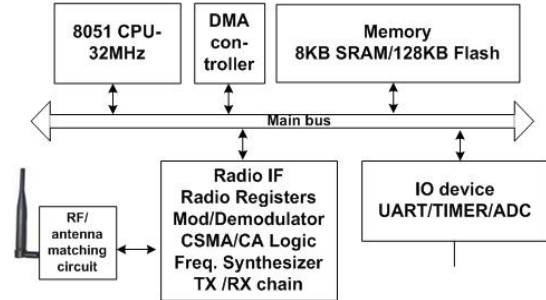 8051 CPU-
32MHz
DMA
con-
troller
Memory
8KB SRAM/128KB Flash
Main bus
RF/
antenna
matching
circuit
Radio IF
Radio Registers
Mod/Demodulator
CSMA/CA Logic
Freq. Synthesizer
TX /RX chain
IO device
UART/TIMER/ADC